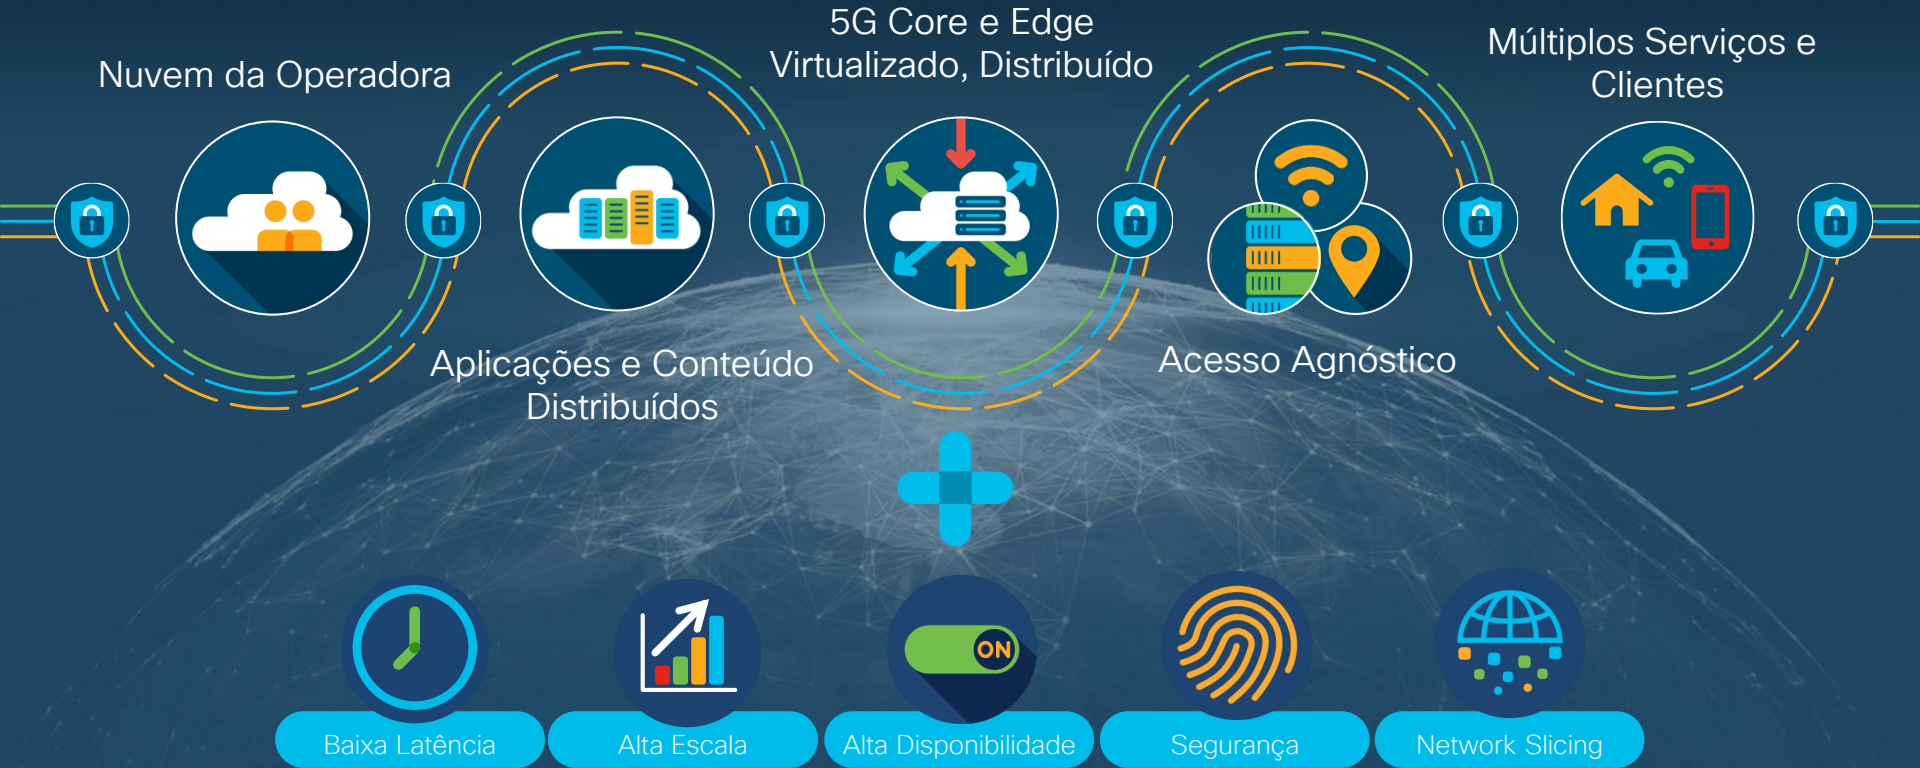 Nuvem da Operadora
Aplicações e Conteúdo
Distribuídos
5G Core e Edge
Virtualizado, Distribuído
Acesso Agnóstico
Múltiplos Serviços e
Clientes
ON
Baixa Latência
Alta Escala
Alta Disponibilidade
Segurança
Network Slicing